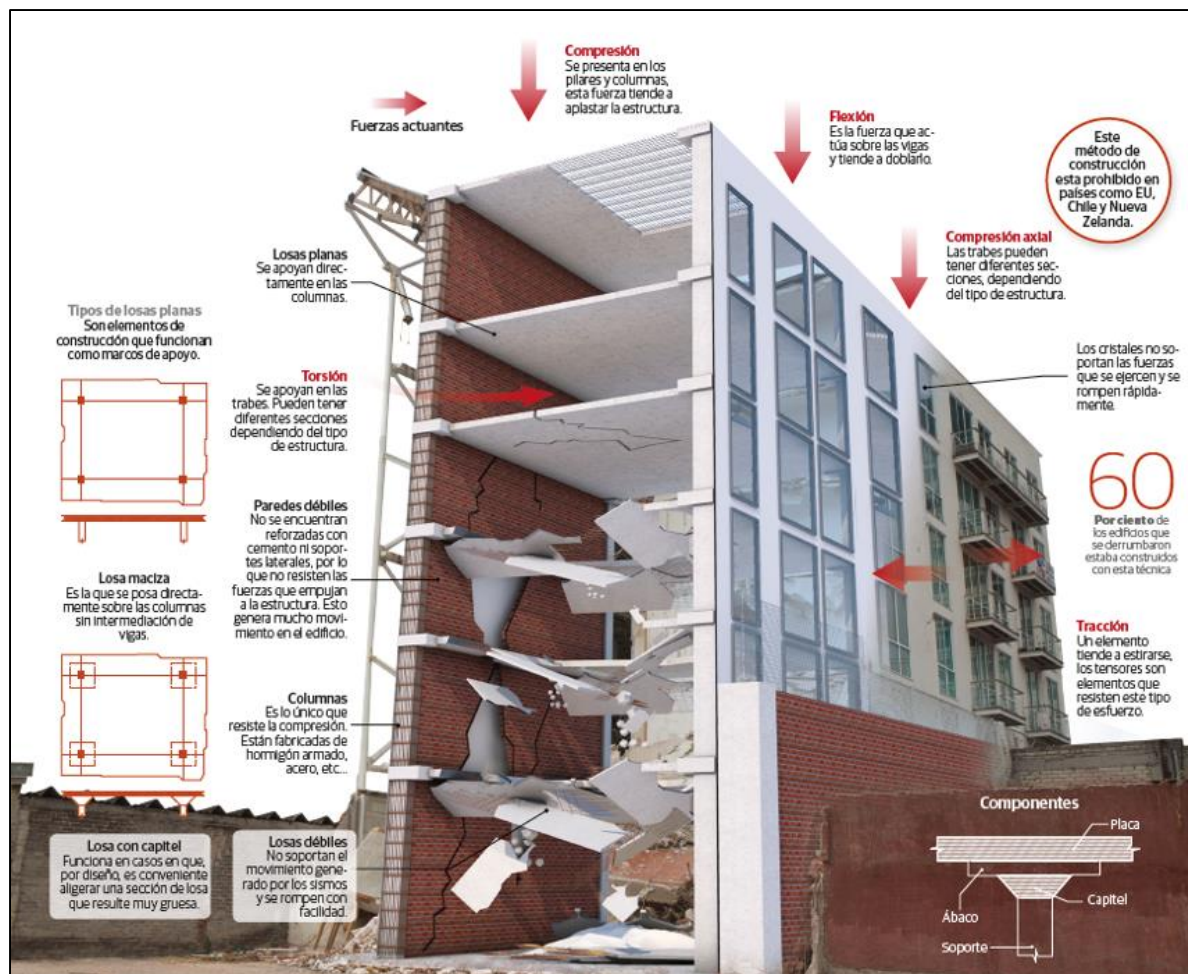 Compresión
Se presenta en los
pilares y columnas,
esta fuerza tiende a
aplastar la estructura.
Fuerzas actuantes
Flexión
Es la fuerza que ac-
túa sobre las vigas
y tiende a doblarlo.
Este
método de
construcción
esta prohibido en
países como EU,
Chile y Nueva
Zelanda.
Compresión axial
Las trabes pueden
tener diferentes sec-
ciones, dependiendo
del tipo de estructura.
Losas planas
Se apoyan direc-
tamente en las
columnas.
Tipos de losas planas
Son elementos de
construcción que funcionan
como marcos de apoyo.
Los cristales no so-
portan las fuerzas
que se ejercen y se
rompen rápida-
mente.
Torsión
Se apoyan en las
trabes. Pueden tener
diferentes secciones
dependiendo del tipo
de estructura.
60
Por ciento de
los edificios que
se derrumbaron
estaba construidos
con esta técnica
Paredes débiles
No se encuentran
reforzadas con
cemento ni sopor-
tes laterales, por lo
que no resisten las
fuerzas que empujan
a la estructura. Esto
genera mucho movi-
miento en el edificio.
Losa maciza
Es la que se posa directa-
mente sobre las columnas
sin intermediación de
vigas.
Tracción
Un elemento
tiende a estirarse,
los tensores son
elementos que
resisten este tipo
de esfuerzo.
Columnas
Es lo único que
resiste la compresión.
Están fabricadas de
hormigón armado,
acero, etc...
Losa con capitel
Funciona en casos en que,
por diseño, es conveniente
aligerar una sección de losa
que resulte muy gruesa.
Losas débiles
No soportan el
movimiento gene-
rado por los sismos
y se rompen con
facilidad.
Componentes
Placa
Ábaco
Capitel
Soporte